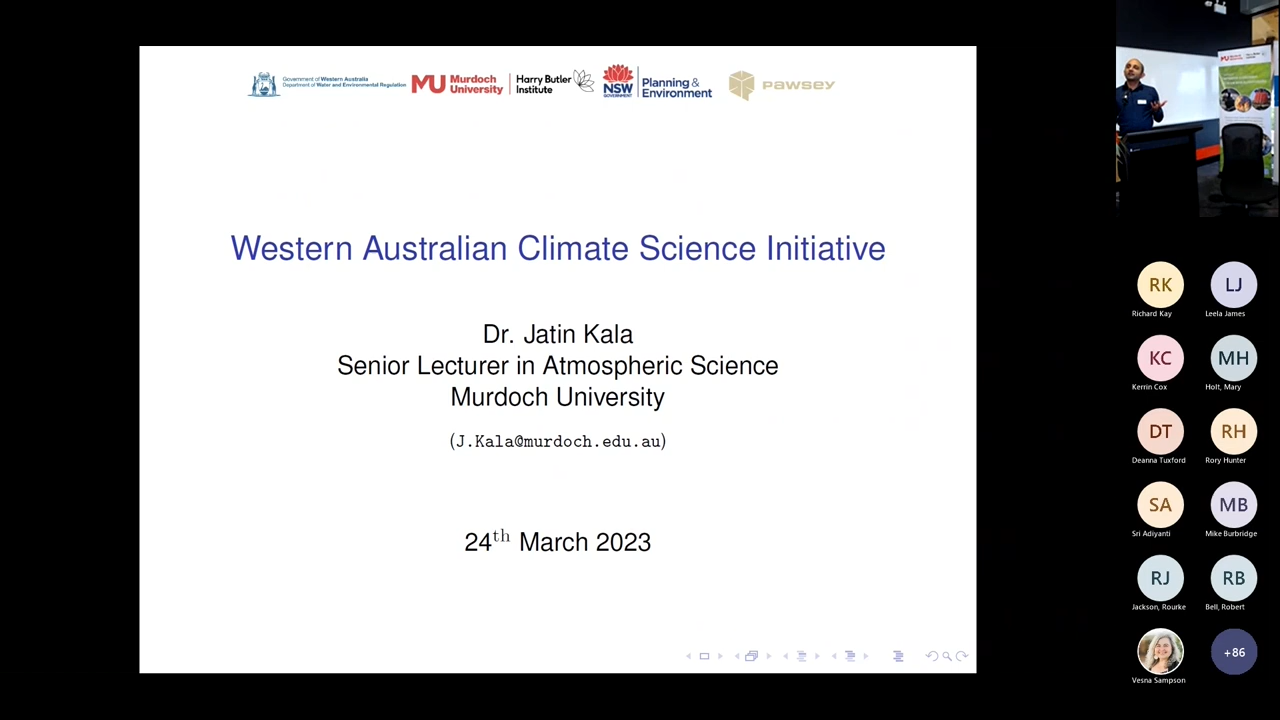 Government of Western Australia
Department of Water and Environmental Regulation
MU Murdoch University
Harry Butler Institute
NSW GOVERNMENT
Planning & Environment
PAWSEY
Western Australian Climate Science Initiative
Dr. Jatin Kala
Senior Lecturer in Atmospheric Science
Murdoch University
(J.Kala@murdoch.edu.au)
24th March 2023
RK
Richard Kay
LJ
Leela James
KC
Kerrin Cox
MH
Holt, Mary
DT
Deanna Tuxford
RH
Rory Hunter
SA
Sri Adiyanti
MB
Mike Burbridge
RJ
Jackson, Rourke
RB
Bell, Robert
Vesna Sampson
+86